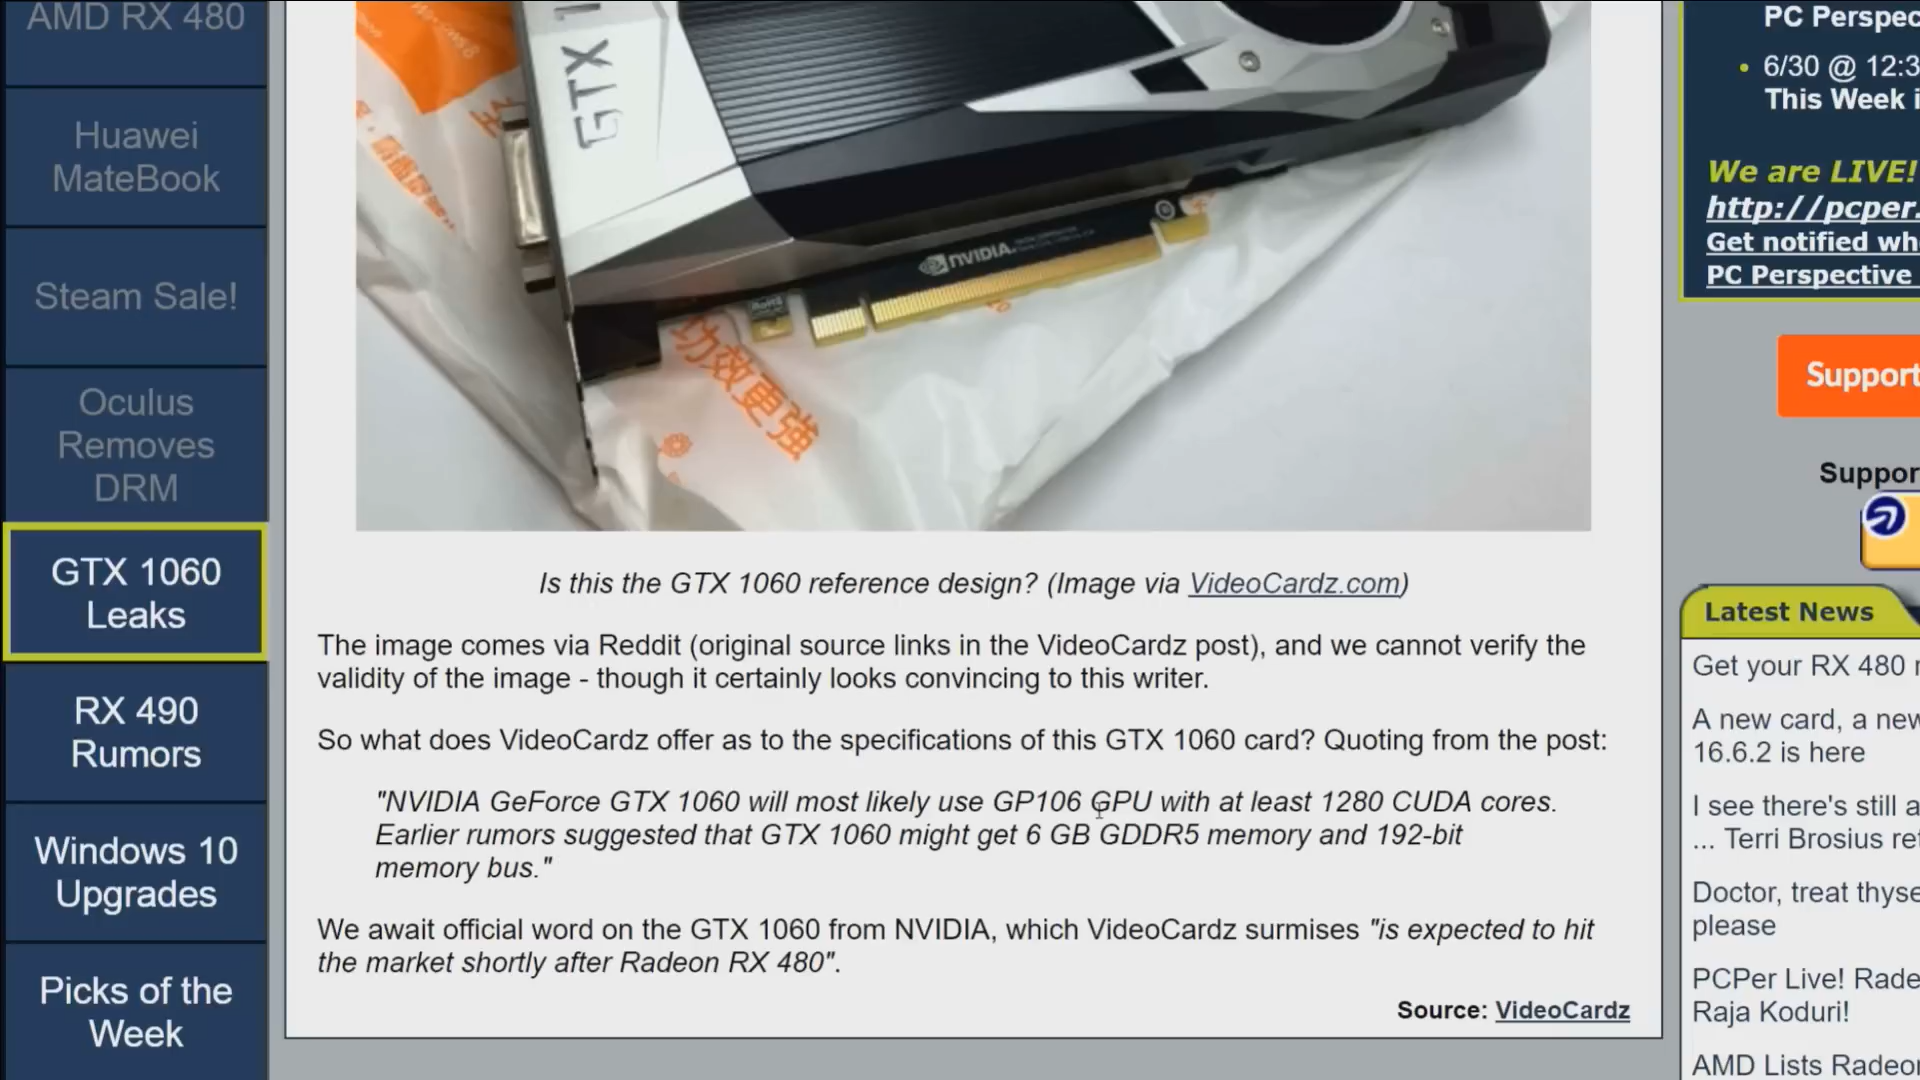 AMD RX 480
Huawei
MateBook
Steam Sale!
Oculus
Removes
DRM
GTX 1060
Leaks
RX 490
Rumors
Windows 10
Upgrades
Picks of the
Week
GTX 1
NVIDIA
RoHS
功效更强
Is this the GTX 1060 reference design? (Image via VideoCardz.com)
The image comes via Reddit (original source links in the VideoCardz post), and we cannot verify the
validity of the image - though it certainly looks convincing to this writer.
So what does VideoCardz offer as to the specifications of this GTX 1060 card? Quoting from the post:
"NVIDIA GeForce GTX 1060 will most likely use GP106 GPU with at least 1280 CUDA cores.
Earlier rumors suggested that GTX 1060 might get 6 GB GDDR5 memory and 192-bit
memory bus."
We await official word on the GTX 1060 from NVIDIA, which VideoCardz surmises "is expected to hit
the market shortly after Radeon RX 480".
Source: VideoCardz
PC Perspec
• 6/30 @ 12:3
This Week i
We are LIVE!
http://pcper.
Get notified wh
PC Perspective
Support
Suppor
Latest News
Get your RX 480 r
A new card, a new
16.6.2 is here
I see there's still a
... Terri Brosius ret
Doctor, treat thyse
please
PCPer Live! Rade
Raja Koduri!
AMD Lists Radeon